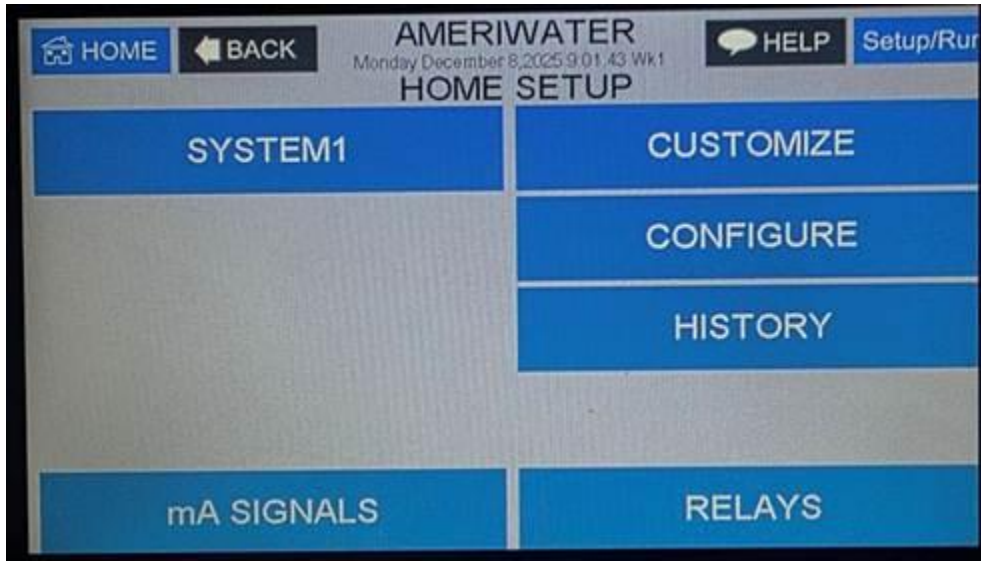 HOME BACK AMERIWATER HELP Setup/Run
Monday December 8,2025 9:01:43 Wk1
HOME SETUP
SYSTEM1 CUSTOMIZE
CONFIGURE
HISTORY
mA SIGNALS RELAYS